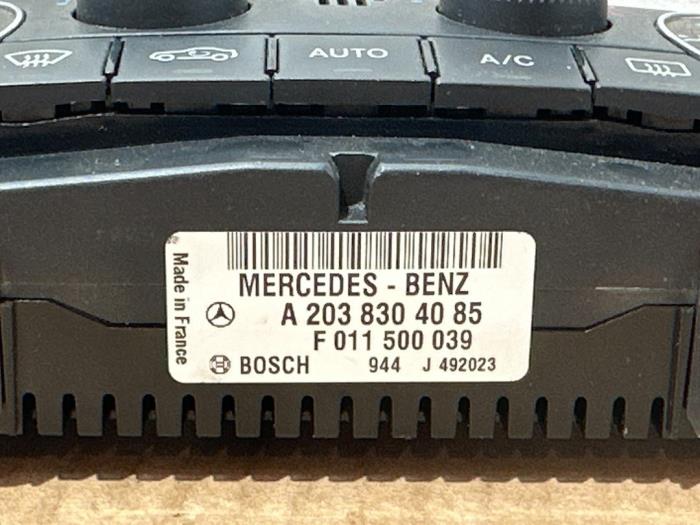 AUTO
A/C
Made in France
MERCEDES - BENZ
A 203 830 40 85
F 011 500 039
BOSCH 944 J 492023